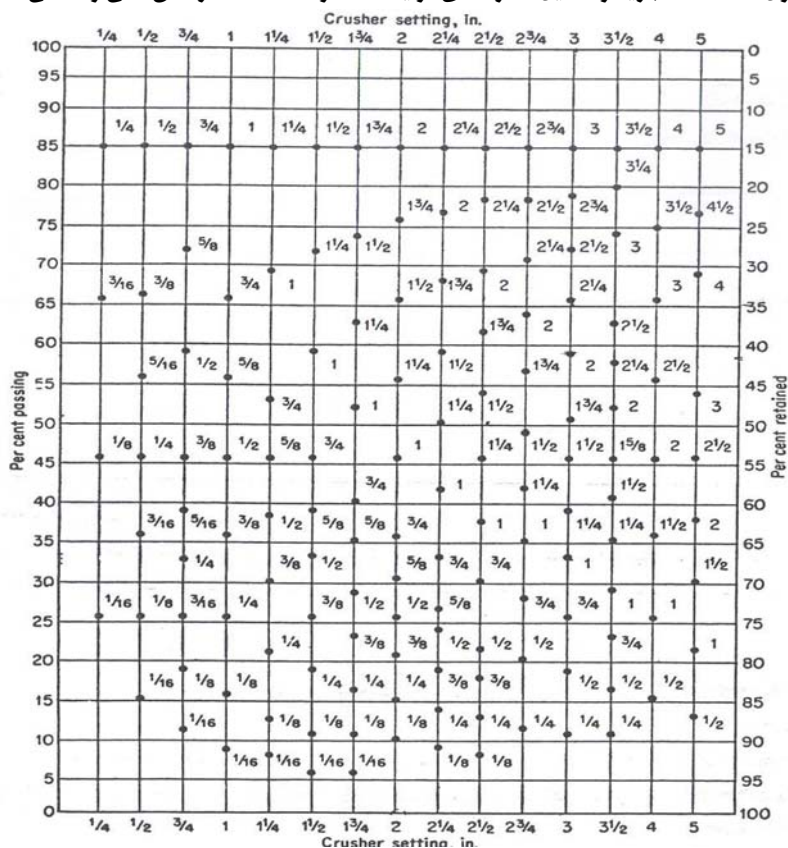 Crusher setting, in.
1/4 1/2 3/4 1 1 1/4 1 1/2 1 3/4 2 2 1/4 2 1/2 2 3/4 3 3 1/2 4 5
100 0
95 5
90 10
1/4 1/2 3/4 1 1 1/4 1 1/2 1 3/4 2 2 1/4 2 1/2 2 3/4 3 3 1/2 4 5
85 15
3 1/4
80 20
1 3/4 2 2 1/4 2 1/2 2 3/4 3 1/2 4 1/2
75 25
5/8 1 1/4 1 1/2 2 1/4 2 1/2 3
70 30
3/16 3/8 3/4 1 1 1/2 1 3/4 2 2 1/4 3 4
65 35
1 1/4 1 3/4 2 ?1/2
60 40
5/16 1/2 5/8 1 1 1/4 1 1/2 1 3/4 2 2 1/4 2 1/2
55 45
3/4 1 1 1/4 1 1/2 1 3/4 2 3
50 50
1/8 1/4 3/8 1/2 5/8 3/4 1 1 1/4 1 1/2 1 1/2 1 5/8 2 2 1/2
45 55
3/4 1 1 1/4 1 1/2
40 60
3/16 5/16 3/8 1/2 5/8 5/8 3/4 1 1 1 1/4 1 1/4 1 1/2 2
35 65
1/4 3/8 1/2 5/8 3/4 3/4 1 1 1/2
30 70
1/16 1/8 3/16 1/4 3/8 1/2 1/2 5/8 3/4 3/4 1 1
25 75
1/4 3/8 3/8 1/2 1/2 1/2 3/4 1
20 80
1/16 1/8 1/8 1/4 1/4 1/4 3/8 3/8 1/2 1/2 1/2
15 85
1/16 1/8 1/8 1/8 1/8 1/4 1/4 1/4 1/4 1/4 1/2
10 90
1/16 1/16 1/16 1/16 1/8 1/8
5 95
0 100
1/4 1/2 3/4 1 1 1/4 1 1/2 1 3/4 2 2 1/4 2 1/2 2 3/4 3 3 1/2 4 5
Crusher setting, in.
Per cent passing
Per cent retained